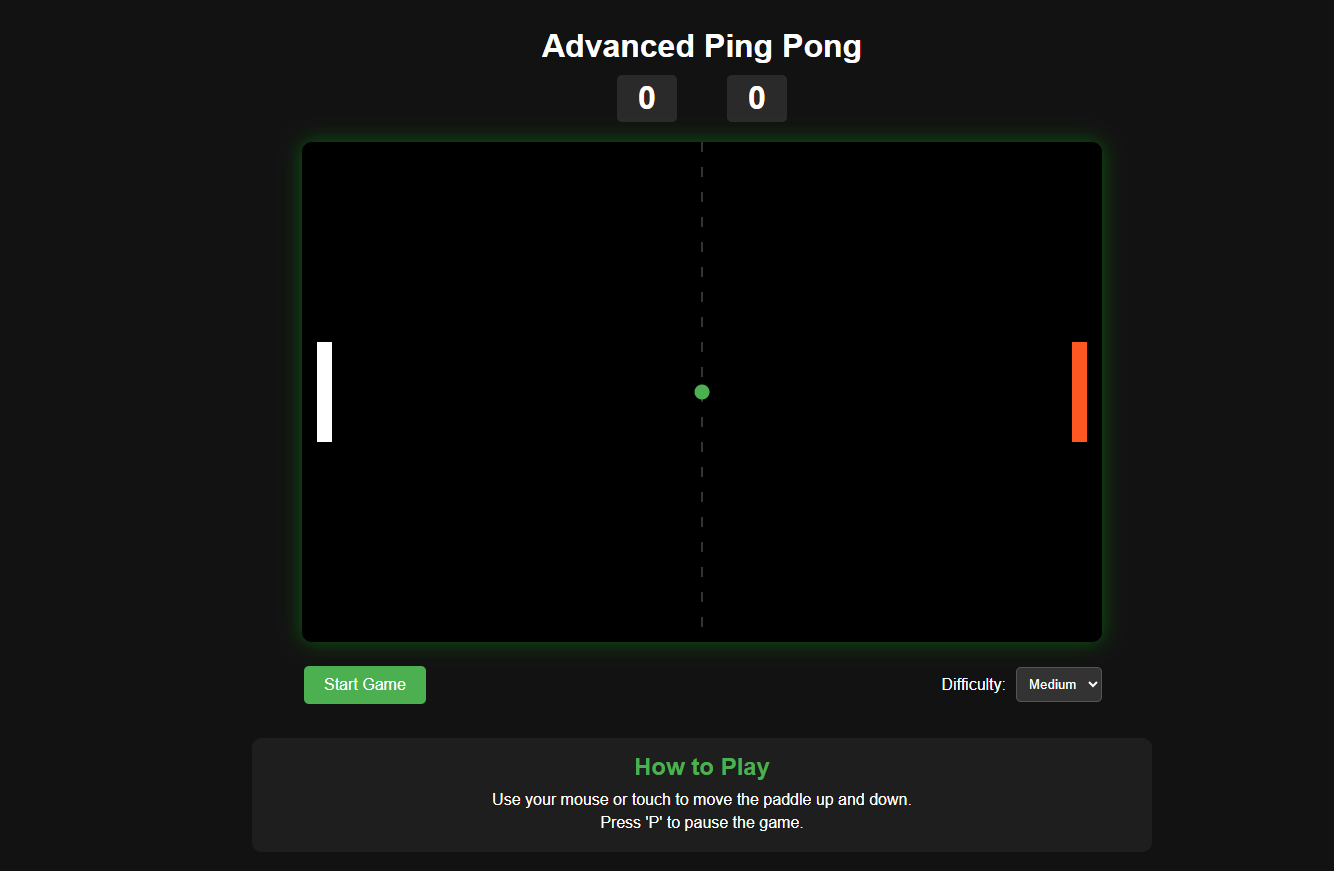 Advanced Ping Pong
0 0
Start Game
Difficulty: Medium
How to Play
Use your mouse or touch to move the paddle up and down.
Press 'P' to pause the game.